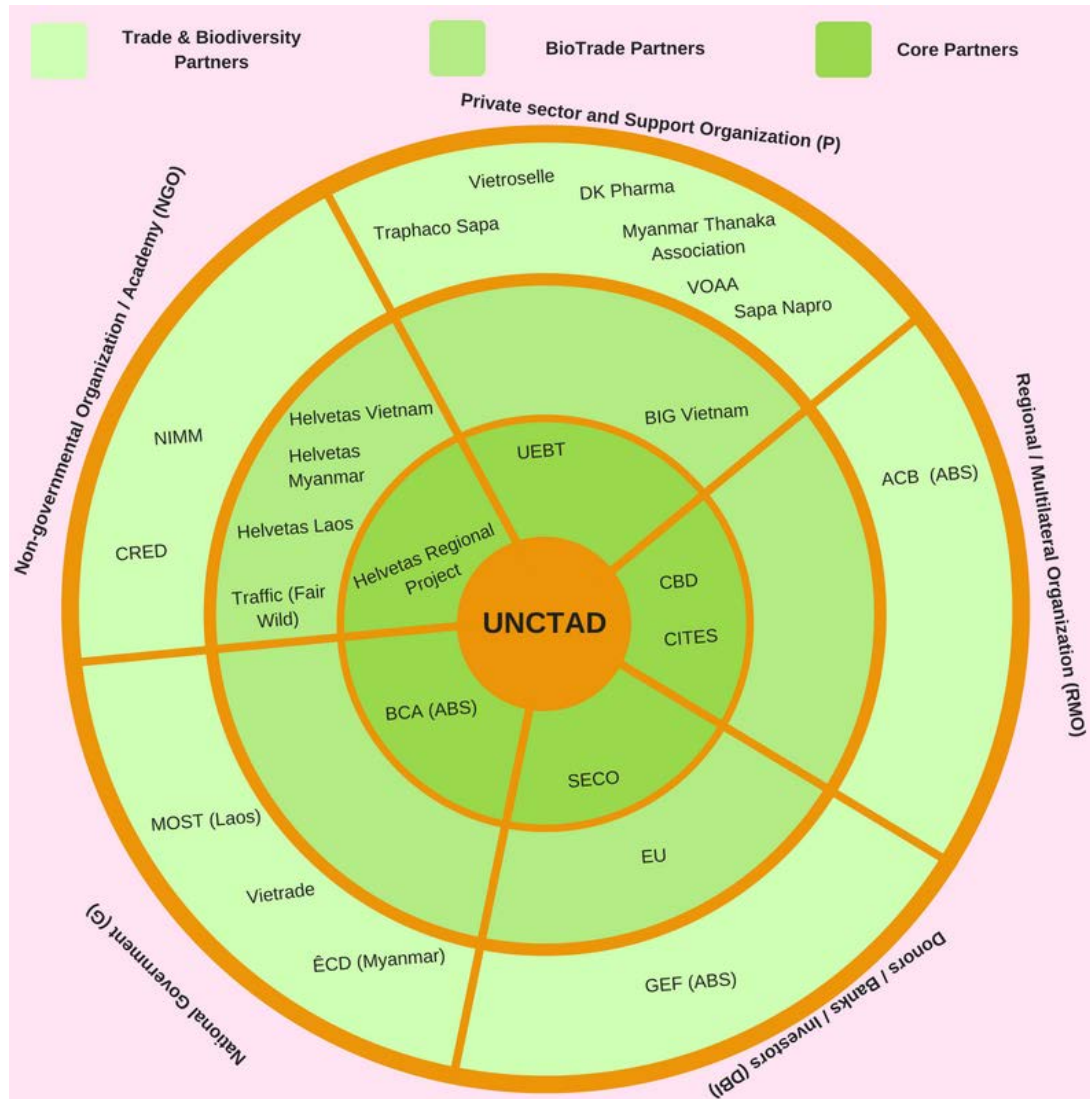 Trade & Biodiversity
Partners
BioTrade Partners
Core Partners
Private sector and Support Organization (P)
Vietroselle
DK Pharma
Traphaco Sapa
Myanmar Thanaka
Association
VOAA
Sapa Napro
Non-governmental Organization / Academy (NGO)
Regional / Multilateral Organization (RMO)
NIMM
CRED
Helvetas Vietnam
Helvetas
Myanmar
Helvetas Laos
Traffic (Fair
Wild)
Helvetas Regional
Project
UEBT
BIG Vietnam
ACB (ABS)
CBD
CITES
UNCTAD
BCA (ABS)
SECO
EU
MOST (Laos)
Vietrade
ÊCD (Myanmar)
GEF (ABS)
National Government (G)
Donors / Banks / Investors (DBI)